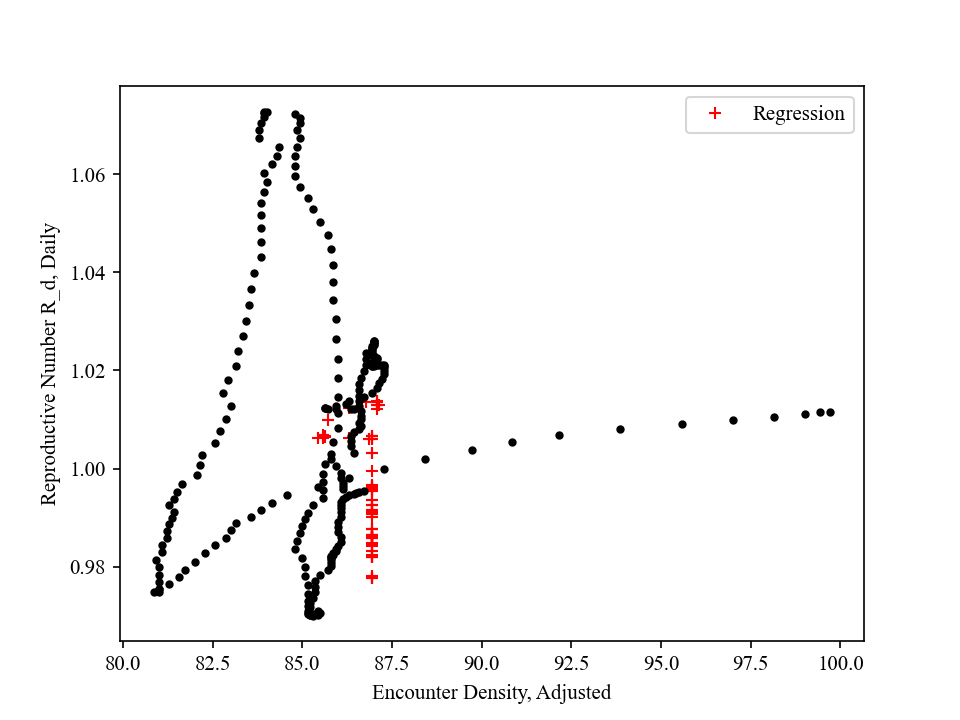 Regression
1.06
1.04
1.02
1.00
0.98
Reproductive Number R_d, Daily
80.0 82.5 85.0 87.5 90.0 92.5 95.0 97.5 100.0
Encounter Density, Adjusted